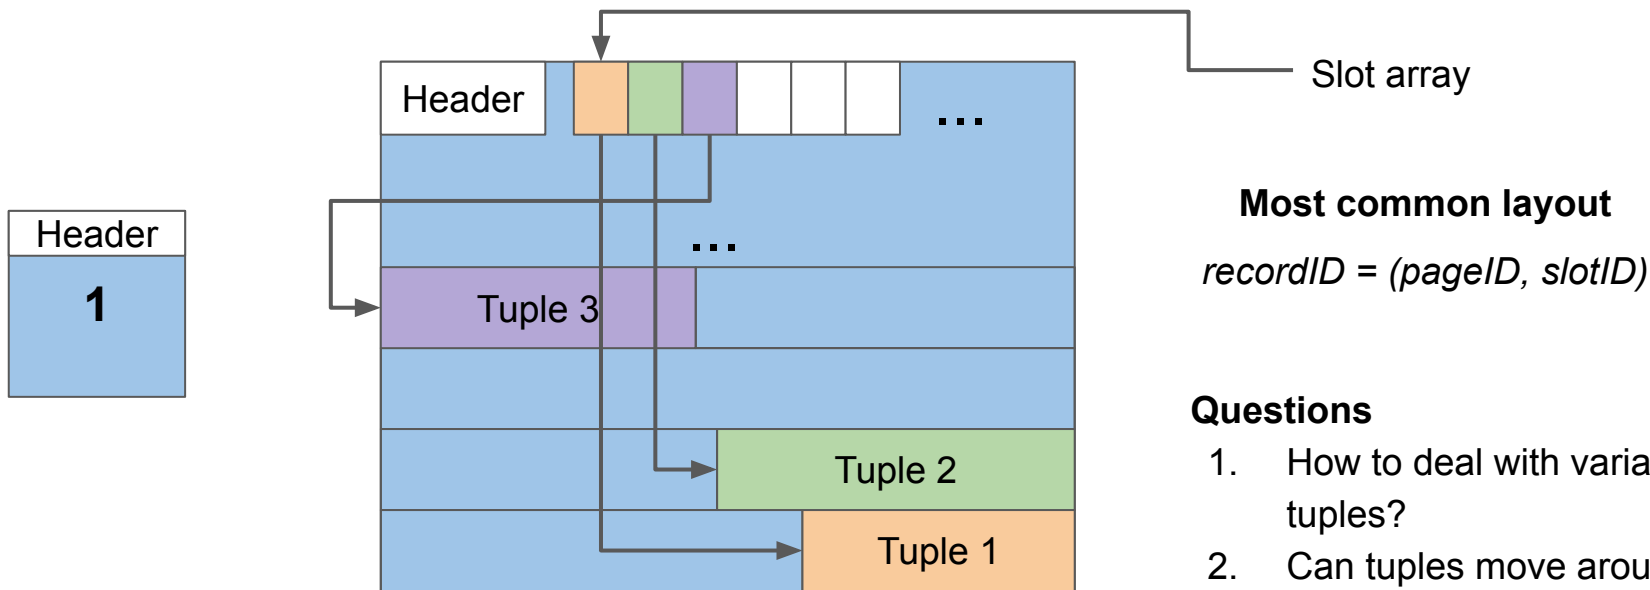 Header
1
Header
...
Slot array
...
Tuple 3
Tuple 2
Tuple 1
Most common layout
recordID = (pageID, slotID)
Questions
1. How to deal with varia
tuples?
2. Can tuples move arou